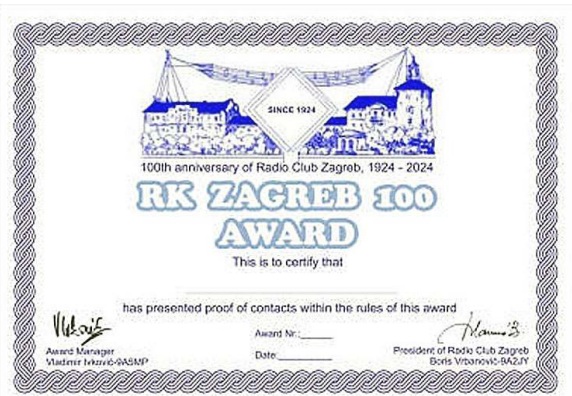 SINCE 1924
100th anniversary of Radio Club Zagreb, 1924 - 2024
RK ZAGREB 100
AWARD
This is to certify that
has presented proof of contacts within the rules of this award
Award Nr.:
Date:
Award Manager
Vladimir Ivković-9A5MP
President of Radio Club Zagreb
Boris Vrbanović-9A2JY